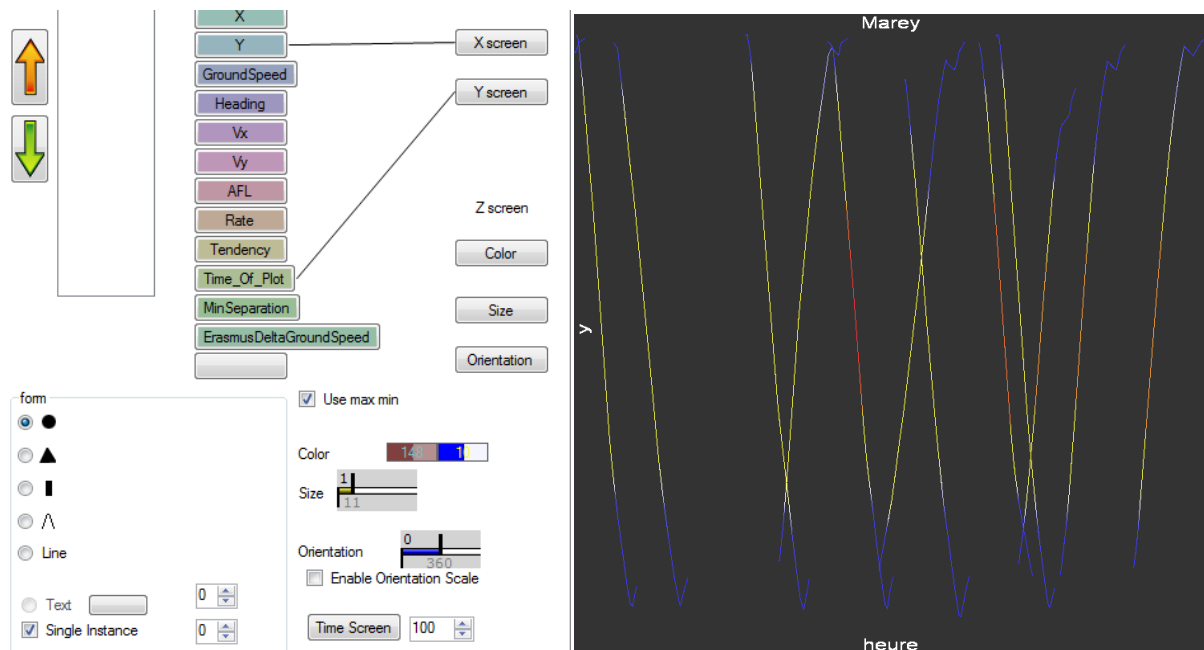 X
Y
GroundSpeed
Heading
Vx
Vy
AFL
Rate
Tendency
Time_Of_Plot
MinSeparation
ErasmusDeltaGroundSpeed
X screen
Y screen
Z screen
Color
Size
Orientation
form
Line
Text
0
Single Instance
0
Use max min
Color
140
10
Size
1
11
Orientation
0
360
Enable Orientation Scale
Time Screen
100
Marey
y
heure